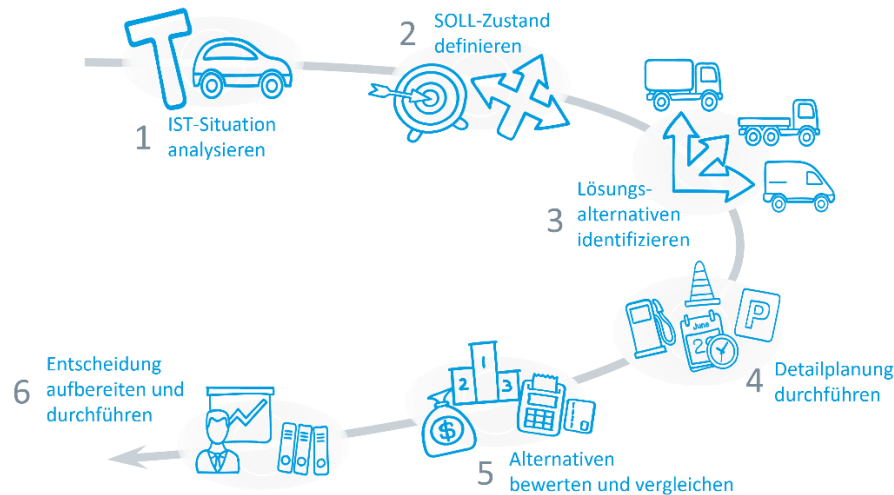 1
IST-Situation
analysieren
2
SOLL-Zustand
definieren
3
Lösungs-
alternativen
identifizieren
P
June
4
Detailplanung
durchführen
1
2
3
$
5
Alternativen
bewerten und vergleichen
6
Entscheidung
aufbereiten und
durchführen